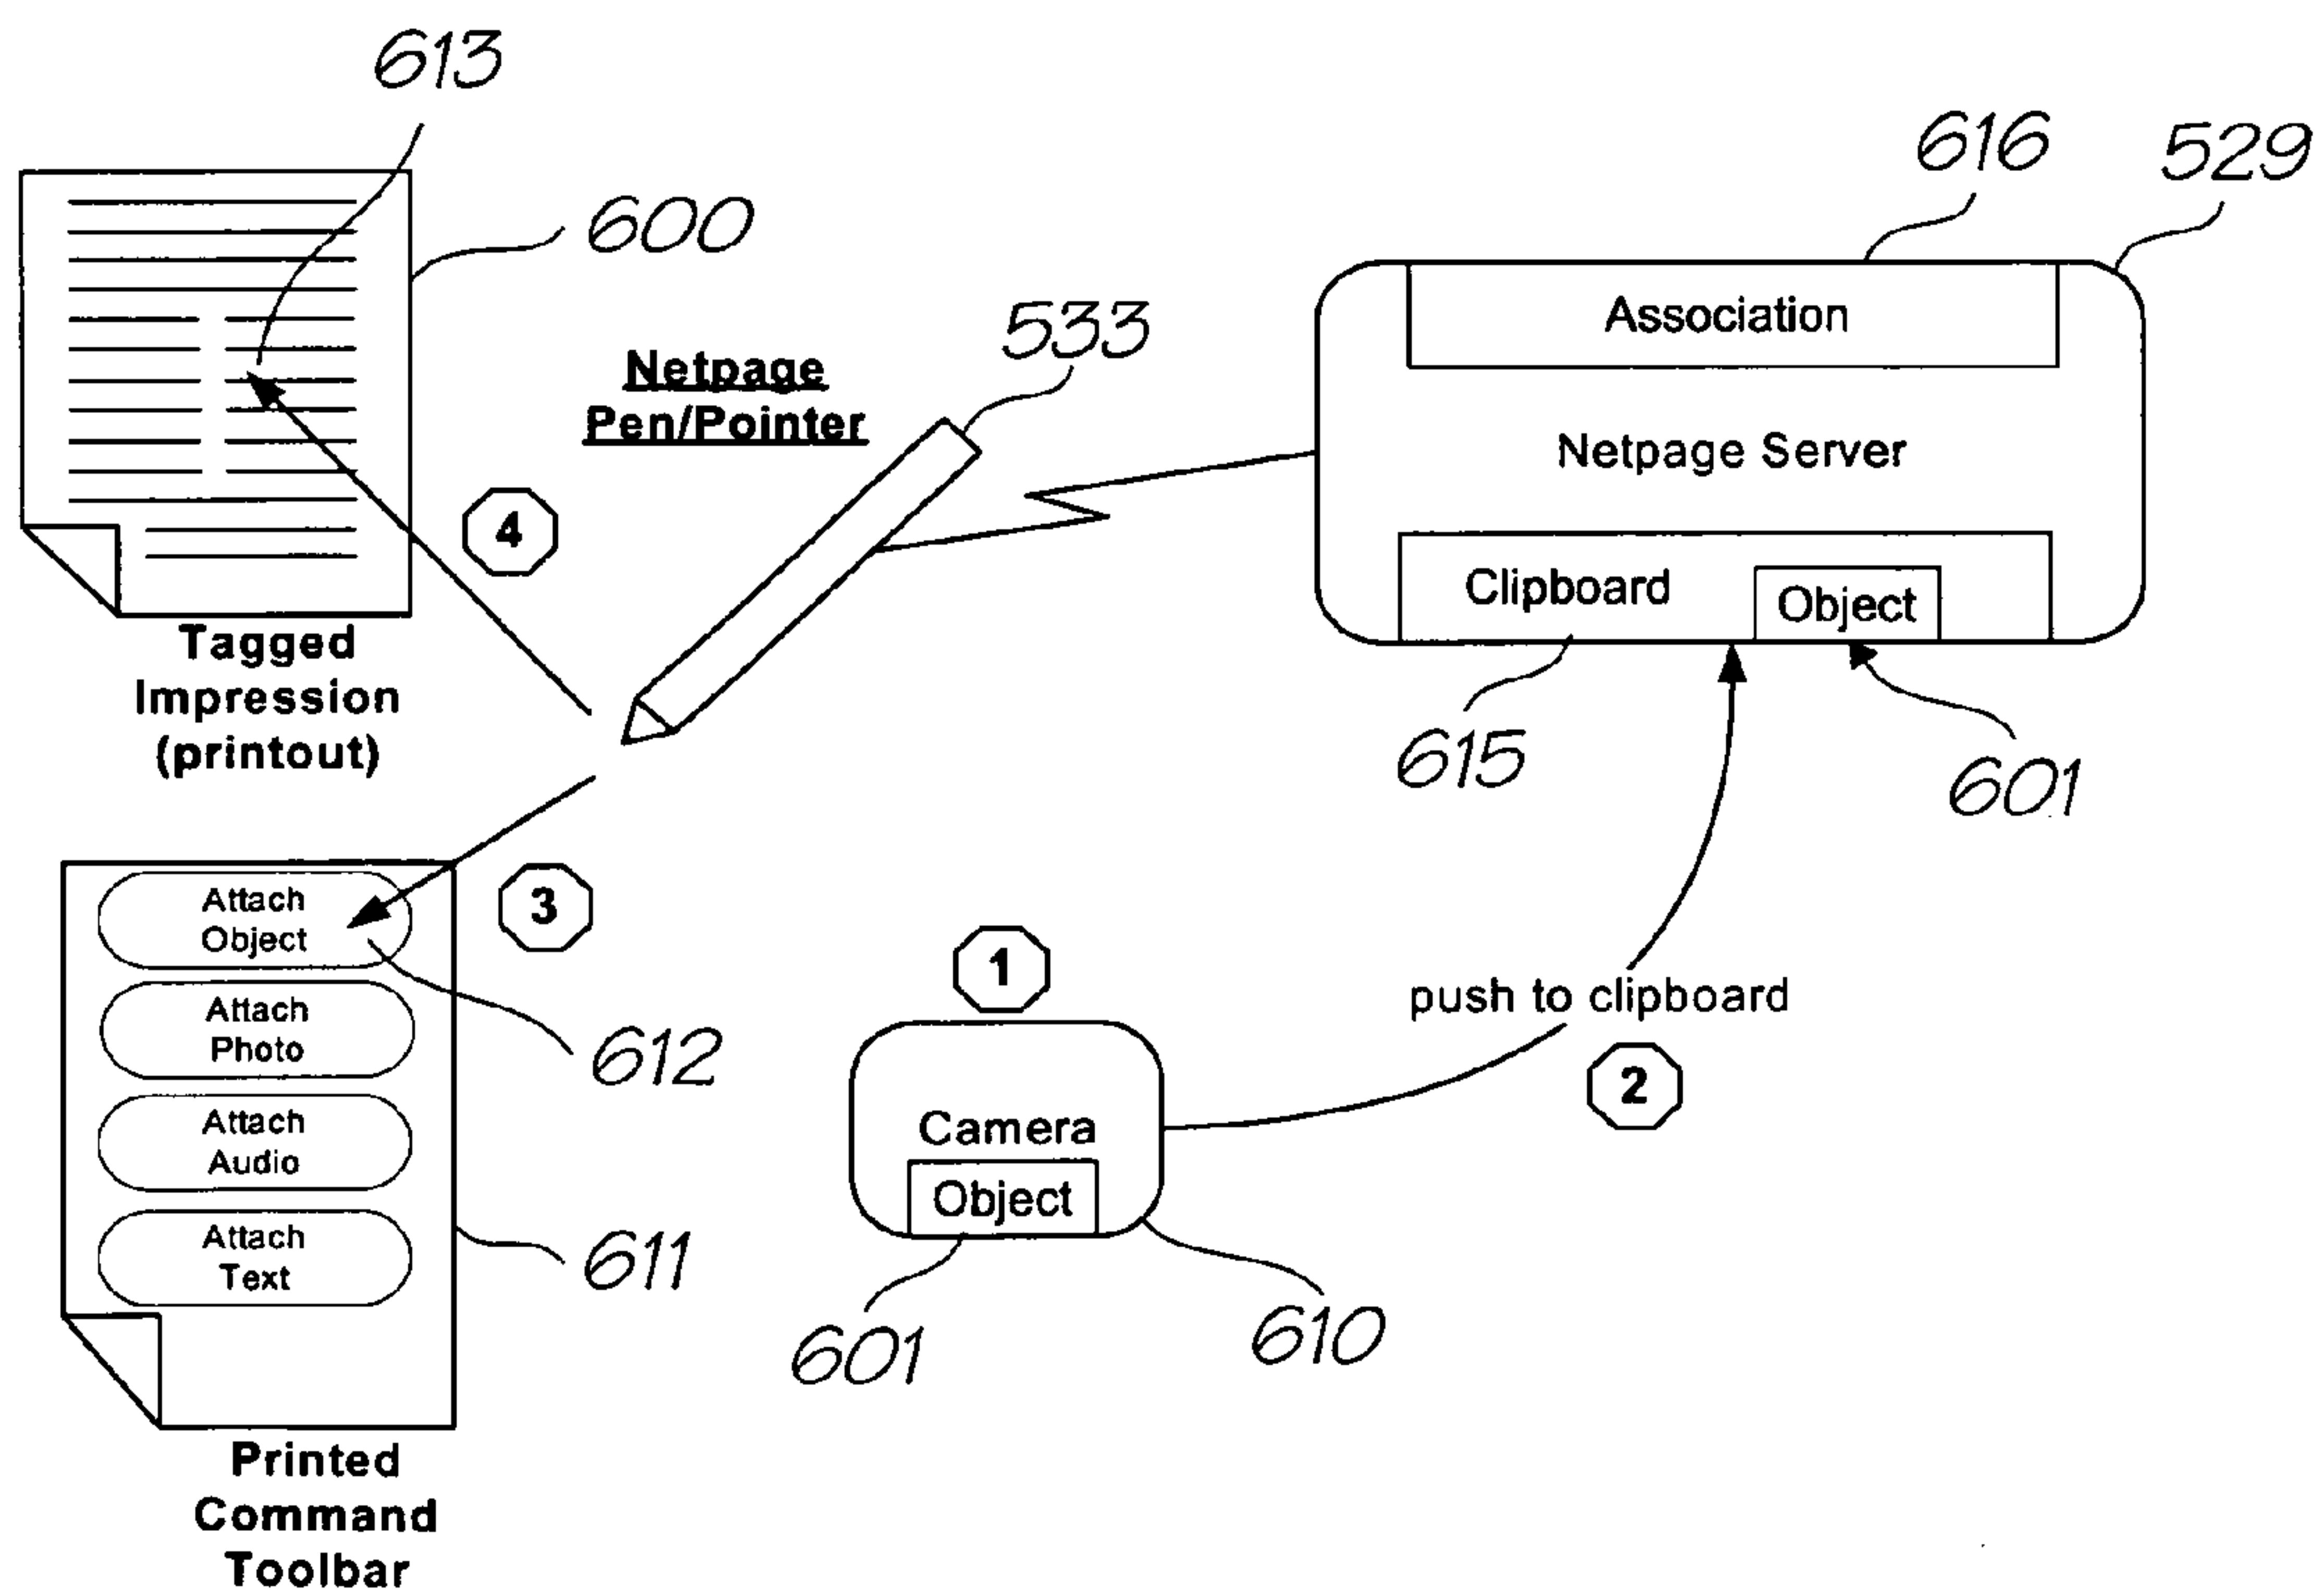 613
616
529
600
533
Association
Netpage
Pen/Pointer
Netpage Server
4
Clipboard
Object
Tagged
Impression
(printout)
615
601
3
Attach
Object
1
push to clipboard
Attach
Photo
612
2
Camera
Attach
Audio
Object
Attach
Text
611
601
610
Printed
Command
Toolbar